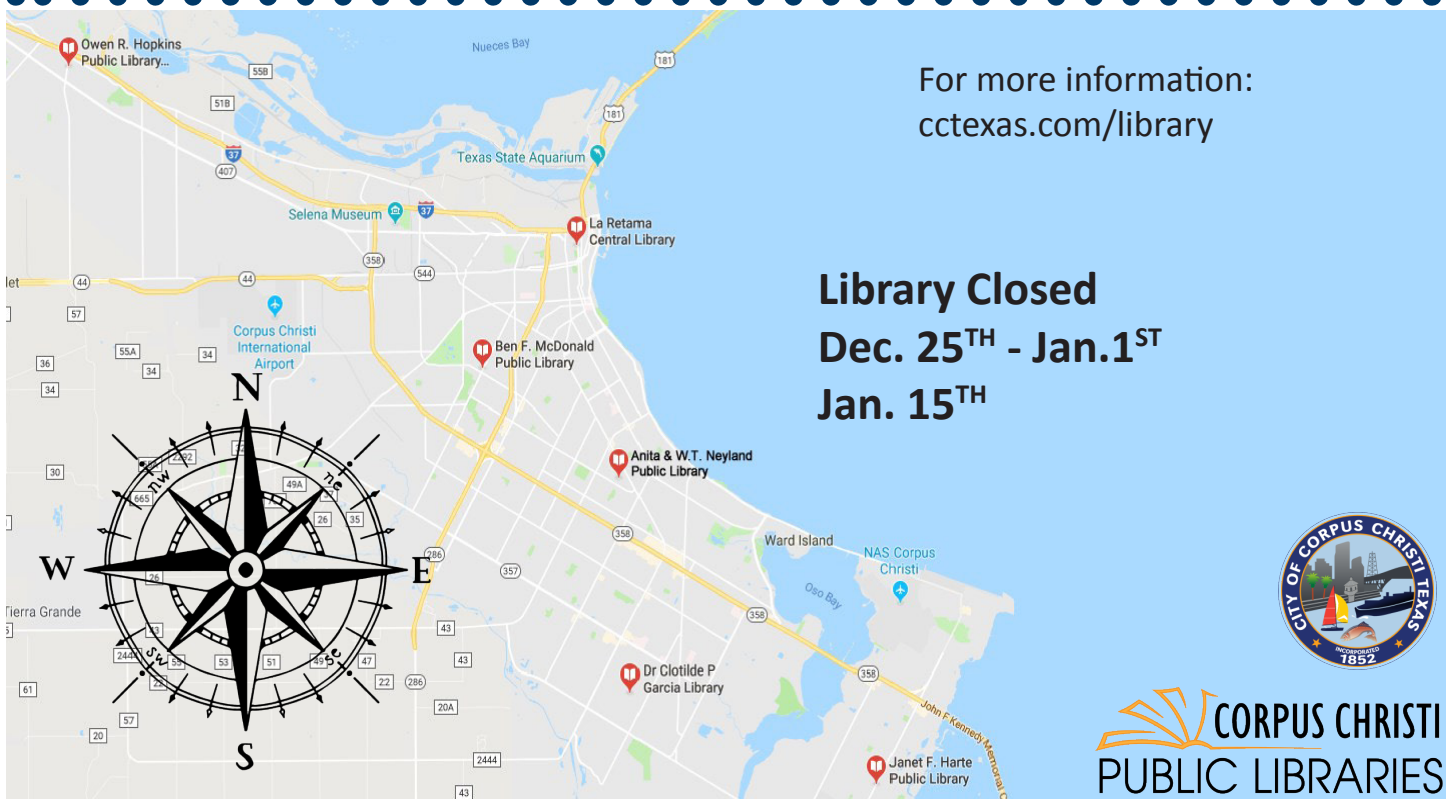 Owen R. Hopkins
Public Library...
Nueces Bay
181
55B
51B
181
37
407
Texas State Aquarium
Selena Museum
37
La Retama
Central Library
358
544
44
44
let
57
Corpus Christi
International
Airport
55A
34
36
34
34
Ben F. McDonald
Public Library
For more information:
cctexas.com/library
Library Closed
Dec. 25TH - Jan.1ST
Jan. 15TH
N
nw
ne
W
E
sw
se
S
2292
30
49A
665
26
35
Anita & W.T. Neyland
Public Library
358
286
357
Ward Island
NAS Corpus
Christi
Oso Bay
26
Tierra Grande
43
43
358
2444
55
53
51
49
47
43
22
22
286
61
20A
57
20
2444
43
Dr Clotilde P
Garcia Library
358
John F Kennedy Memorial C
Janet F. Harte
Public Library
CITY OF CORPUS CHRISTI TEXAS
INCORPORATED
1852
CORPUS CHRISTI
PUBLIC LIBRARIES